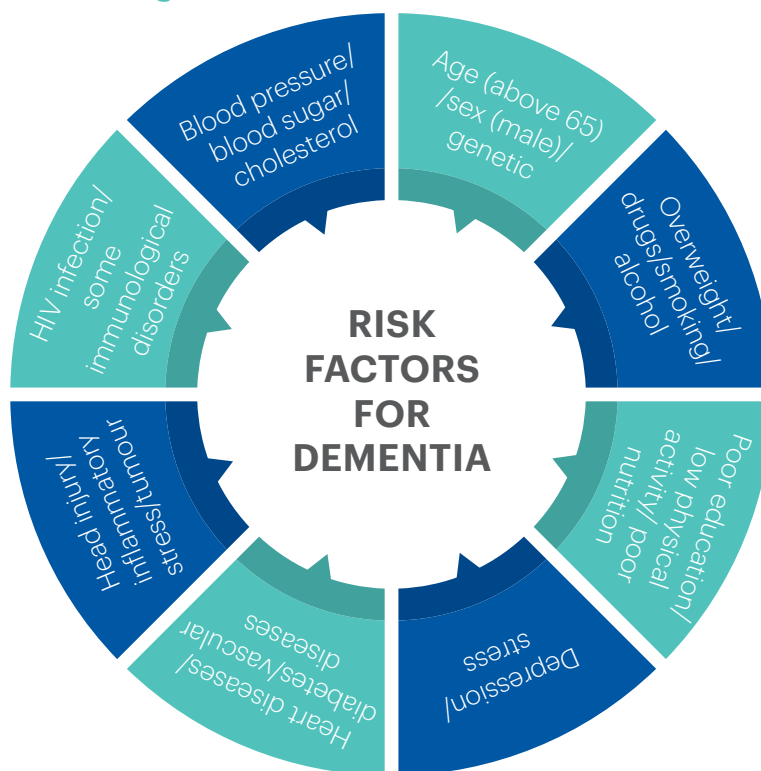 Blood pressure/
blood sugar/
cholesterol
Age (above 65)
/sex (male)/
genetic
Overweight/
drugs/smoking/
alcohol
Poor education/
low physical
activity/ poor
nutrition
Depression/
stress
Heart diseases/
diabetes/vascular
diseases
Head injury/
inflammatory
stress/tumour
HIV infection/
some
immunological
disorders
RISK
FACTORS
FOR
DEMENTIA